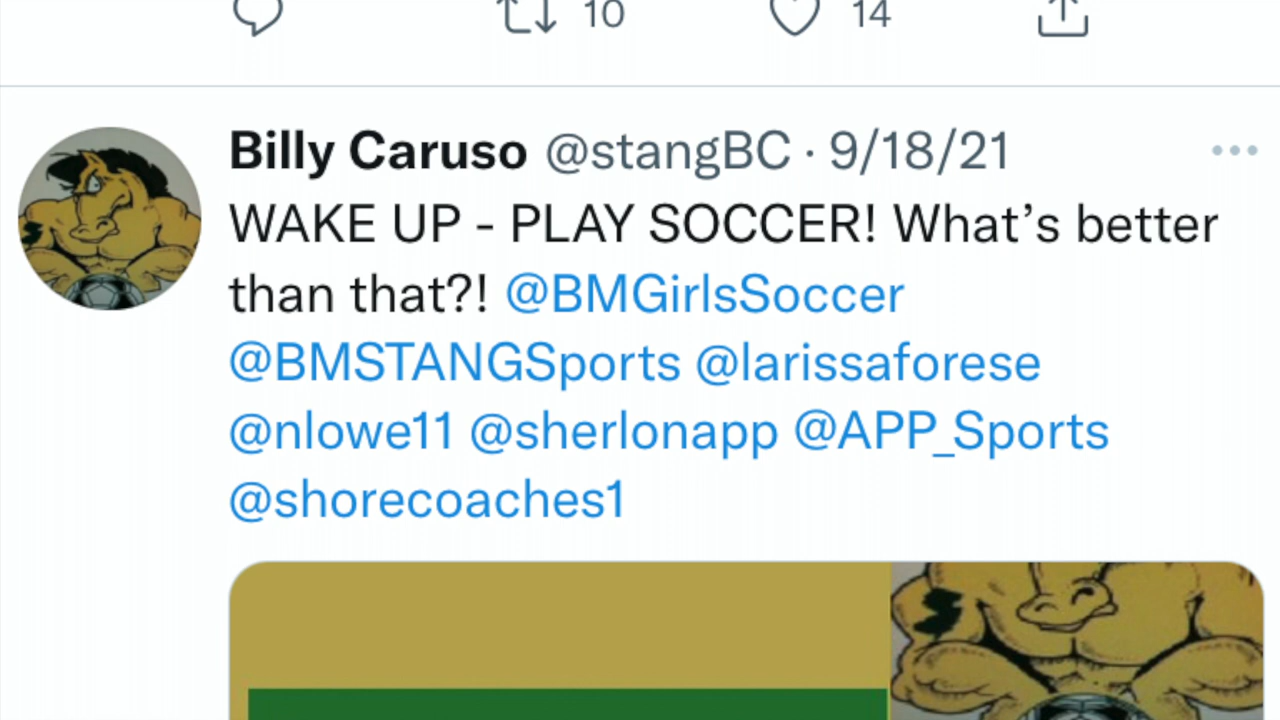 10 14
Billy Caruso @stangBC · 9/18/21
WAKE UP - PLAY SOCCER! What’s better
than that?! @BMGirlsSoccer
@BMSTANGSports @larissaforese
@nlowe11 @sherlonapp @APP_Sports
@shorecoaches1